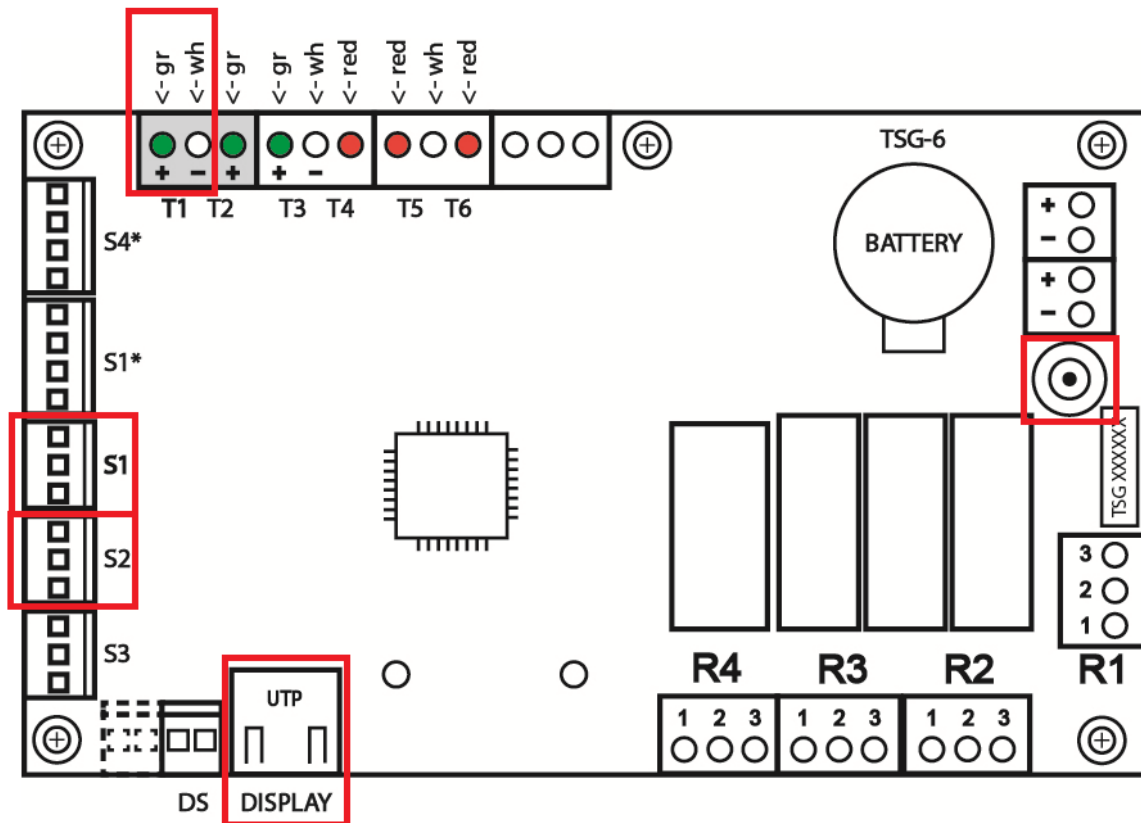 <-gr <-wh <-gr <-gr <-wh <-red <-red <-wh <-red
TSG-6
+ - + + -
T1 T2 T3 T4 T5 T6
BATTERY
+
-
+
-
S4*
S1*
S1
S2
S3
TSG XXXXXX
3
2
1
R4 R3 R2 R1
UTP
1 2 3 1 2 3 1 2 3
DS DISPLAY